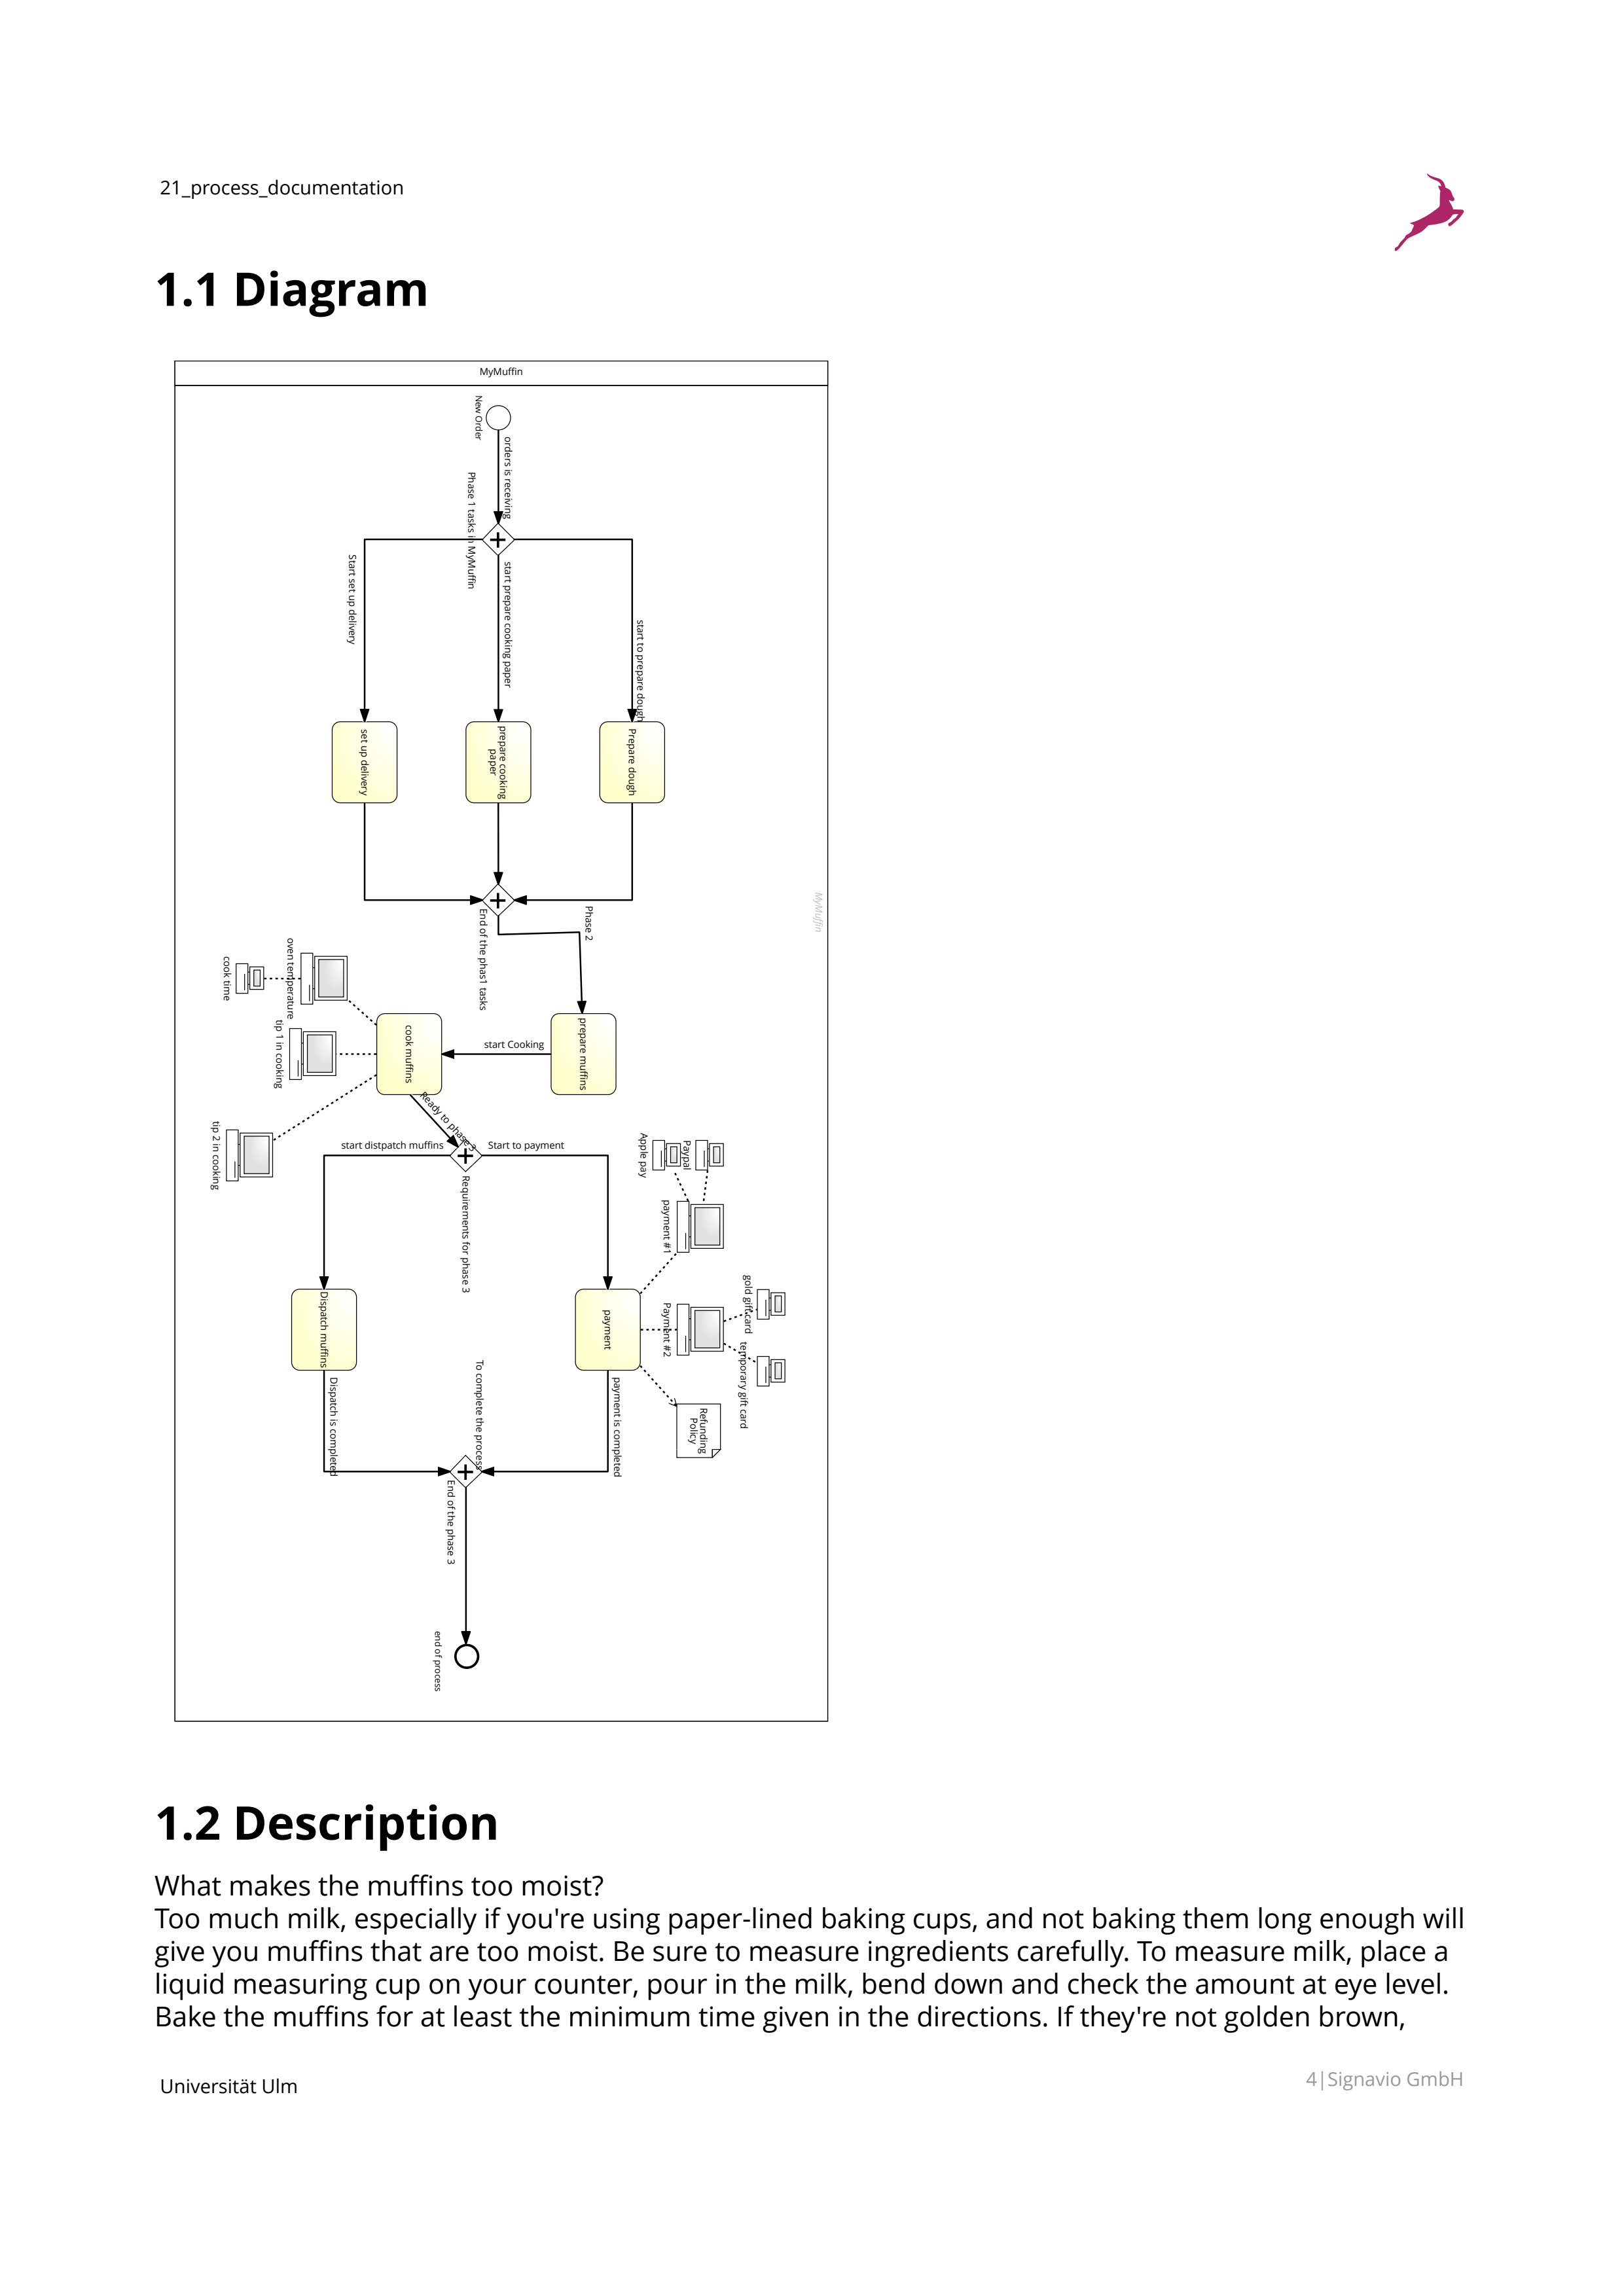 21_process_documentation
1.1 Diagram
MyMuffin
New Order
orders is receiving
Phase 1 tasks in MyMuffin
Start set up delivery
start prepare cooking paper
start to prepare dough
set up delivery
prepare cooking
paper
Prepare dough
MyMuffin
End of the phas1 tasks
Phase 2
oven temperature
cook time
tip 1 in cooking
cook muffins
start Cooking
prepare muffins
tip 2 in cooking
Ready to phase 3
start distpatch muffins
Start to payment
Requirements for phase 3
Apple pay
Paypal
payment #1
gold gift card
Payment #2
temporary gift card
Dispatch muffins
payment
Refunding
Policy
Dispatch is completed
To complete the process
payment is completed
End of the phase 3
end of process
1.2 Description
What makes the muffins too moist?
Too much milk, especially if you're using paper-lined baking cups, and not baking them long enough will
give you muffins that are too moist. Be sure to measure ingredients carefully. To measure milk, place a
liquid measuring cup on your counter, pour in the milk, bend down and check the amount at eye level.
Bake the muffins for at least the minimum time given in the directions. If they're not golden brown,
Universität Ulm
4|Signavio GmbH